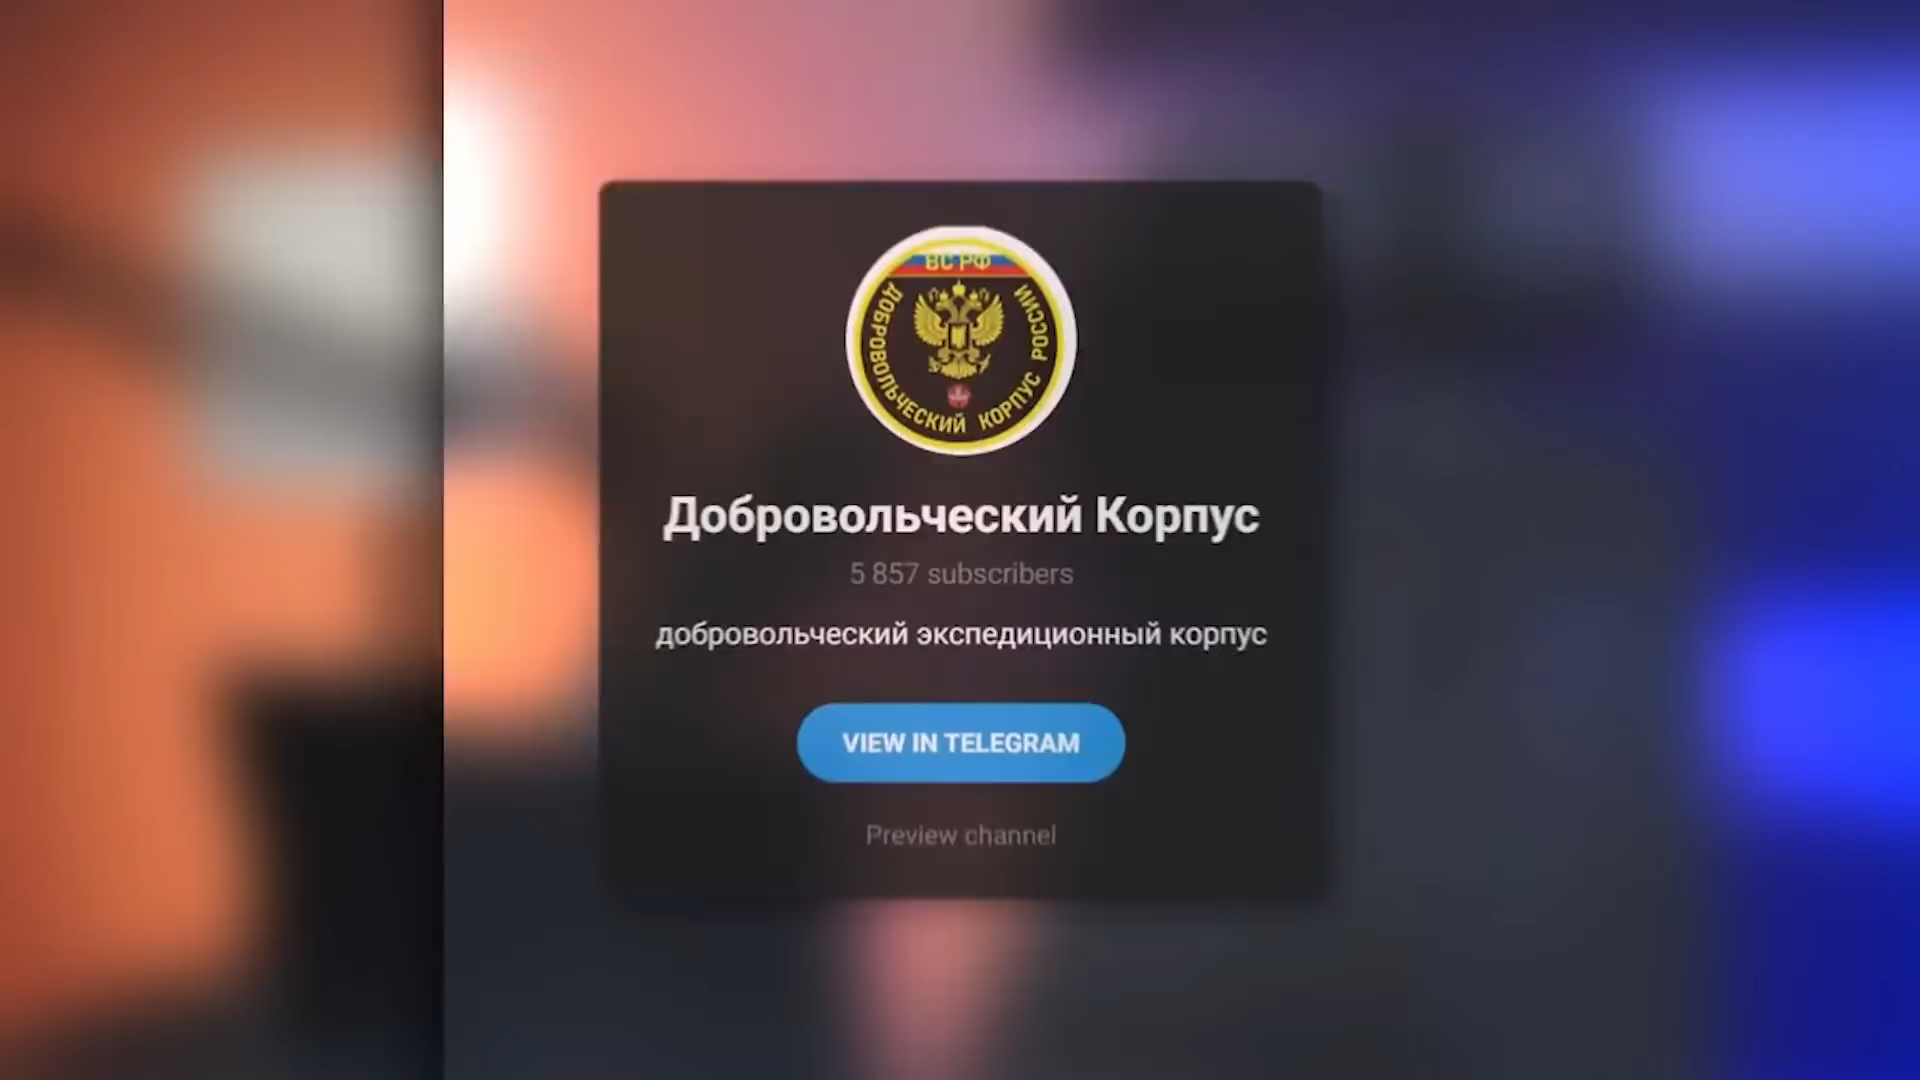 ВС РФ
ДОБРОВОЛЬЧЕСКИЙ КОРПУС РОССИИ
Добровольческий Корпус
5 857 subscribers
добровольческий экспедиционный корпус
VIEW IN TELEGRAM
Preview channel